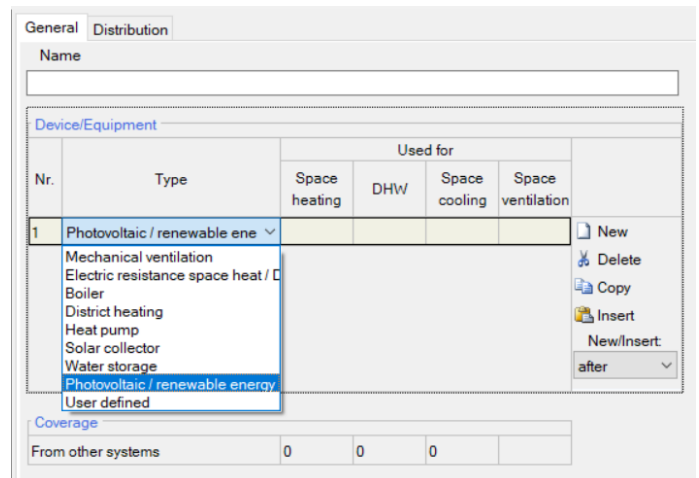 General Distribution
Name
Device/Equipment
Nr. Type Used for
Space heating DHW Space cooling Space ventilation
1 Photovoltaic / renewable ene
Mechanical ventilation
Electric resistance space heat / D
Boiler
District heating
Heat pump
Solar collector
Water storage
Photovoltaic / renewable energy
User defined
New
Delete
Copy
Insert
New/Insert:
after
Coverage
From other systems 0 0 0